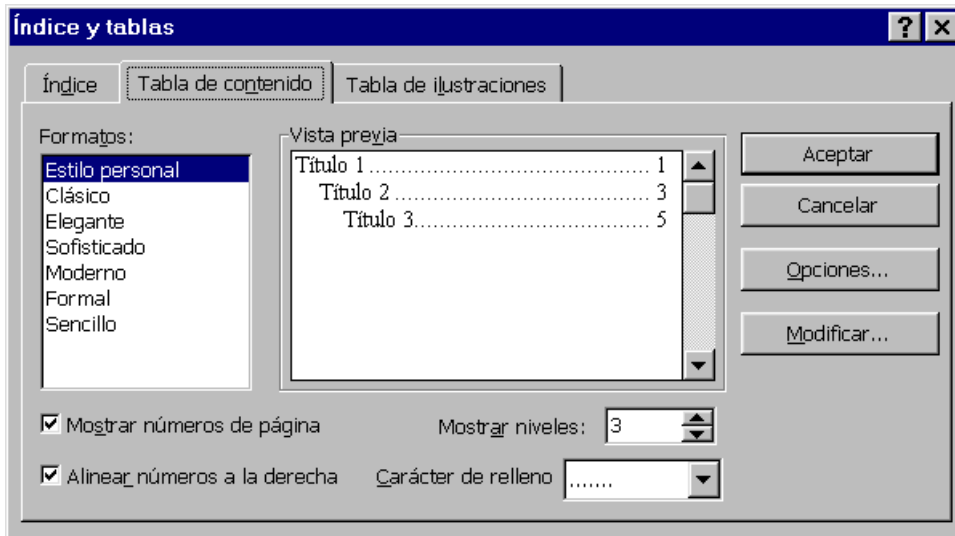 Índice y tablas
Índice
Tabla de contenido
Tabla de ilustraciones
Formatos:
Estilo personal
Clásico
Elegante
Sofisticado
Moderno
Formal
Sencillo
Vista previa
Título 1 ........................................ 1
Título 2 ..................................... 3
Título 3.................................. 5
Aceptar
Cancelar
Opciones...
Modificar...
Mostrar números de página
Mostrar niveles: 3
Alinear números a la derecha
Carácter de relleno .......